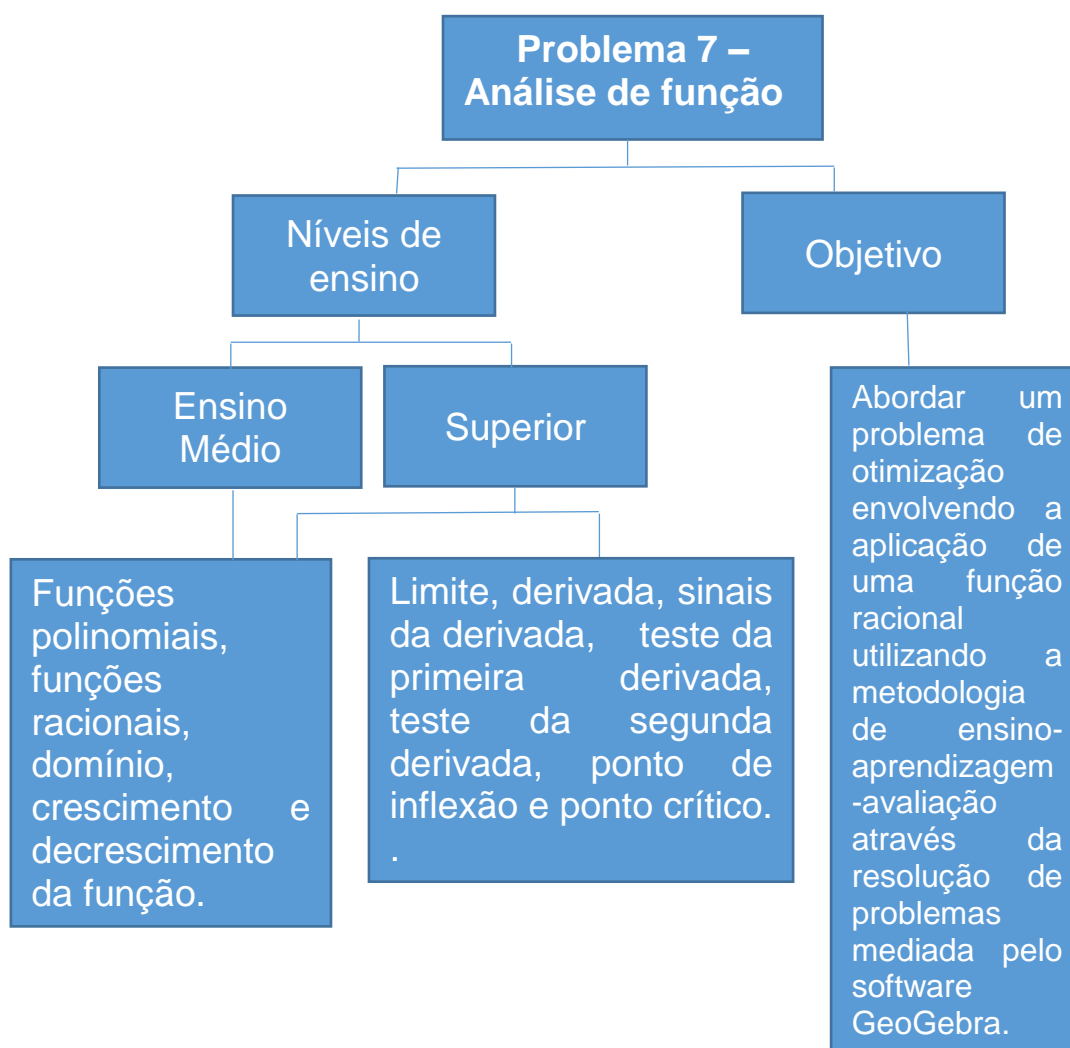 Problema 7 –
Análise de função
Níveis de
ensino
Objetivo
Ensino
Médio
Superior
Funções
polinomiais,
funções
racionais,
domínio,
crescimento e
decrescimento
da função.
Limite, derivada, sinais
da derivada, teste da
primeira derivada,
teste da segunda
derivada, ponto de
inflexão e ponto crítico.
.
Abordar um
problema de
otimização
envolvendo a
aplicação de
uma função
racional
utilizando a
metodologia
de ensino-
aprendizagem
-avaliação
através da
resolução de
problemas
mediada pelo
software
GeoGebra.